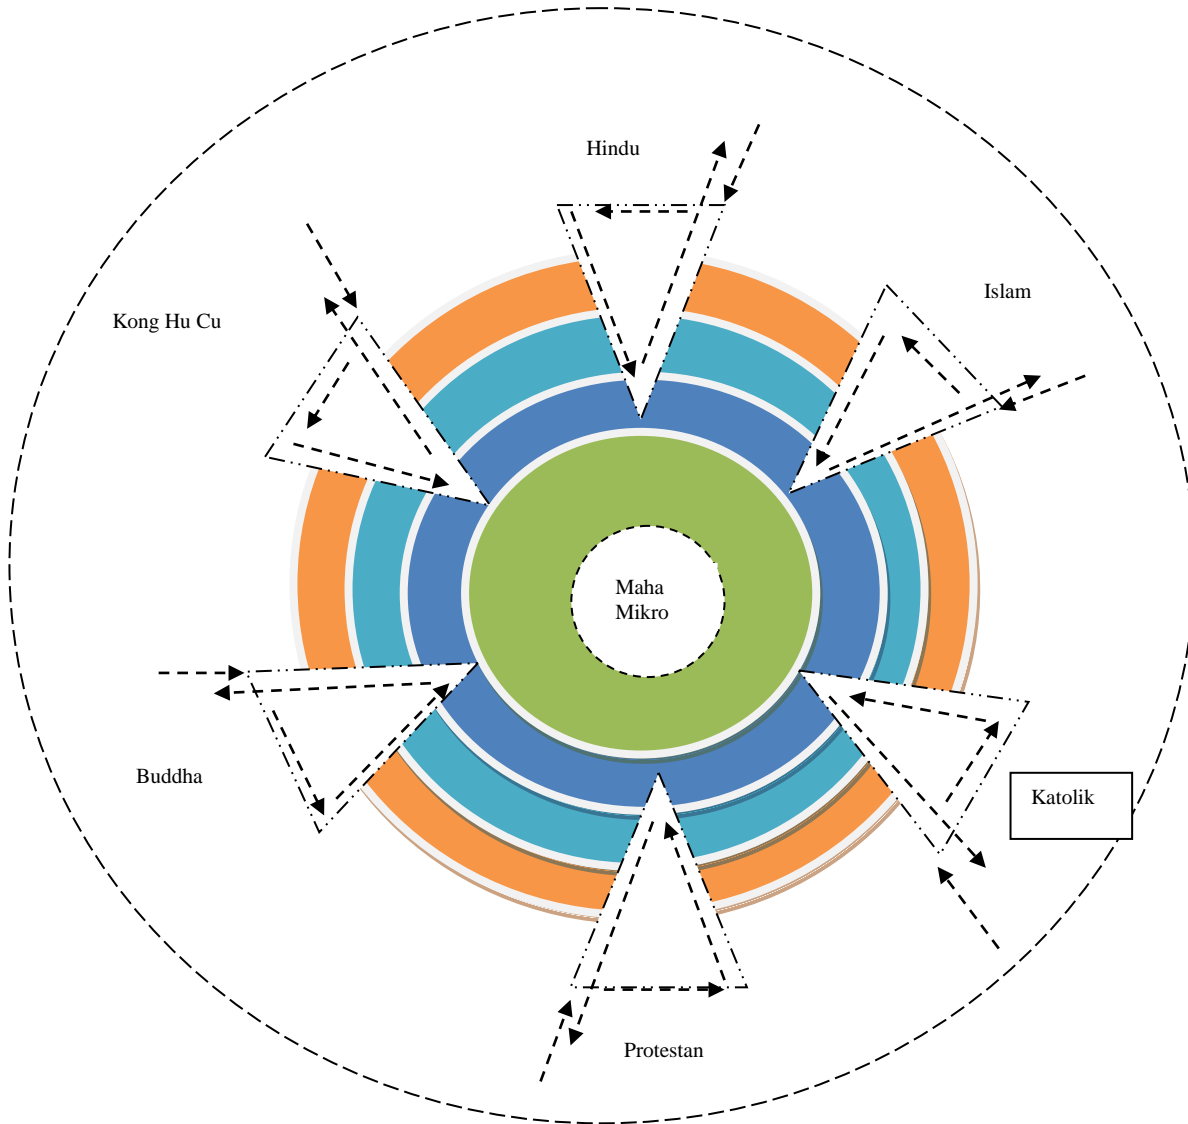 Hindu
Islam
Kong Hu Cu
Maha
Mikro
Buddha
Katolik
Protestan